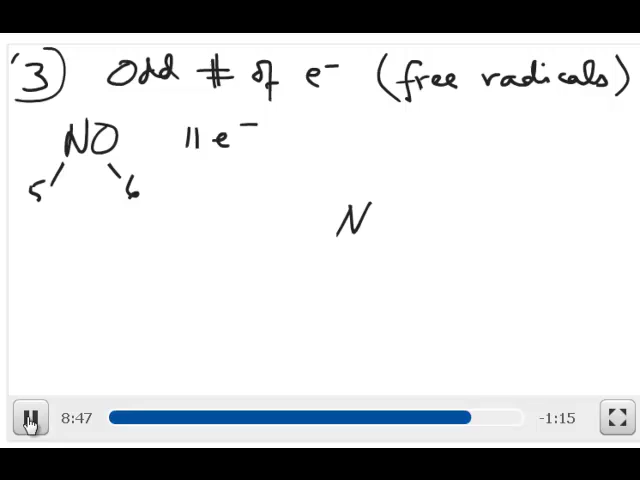 3) Odd # of e⁻ (free radicals)
NO 11 e⁻
5 6
N
8:47 -1:15